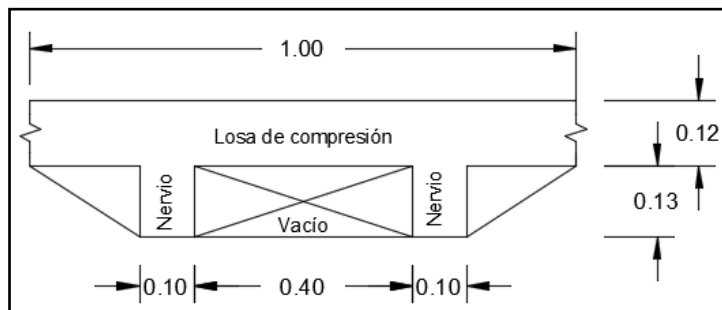 1.00
Losa de compresión
0.12
Nervio
Vacío
Nervio
0.13
0.10
0.40
0.10